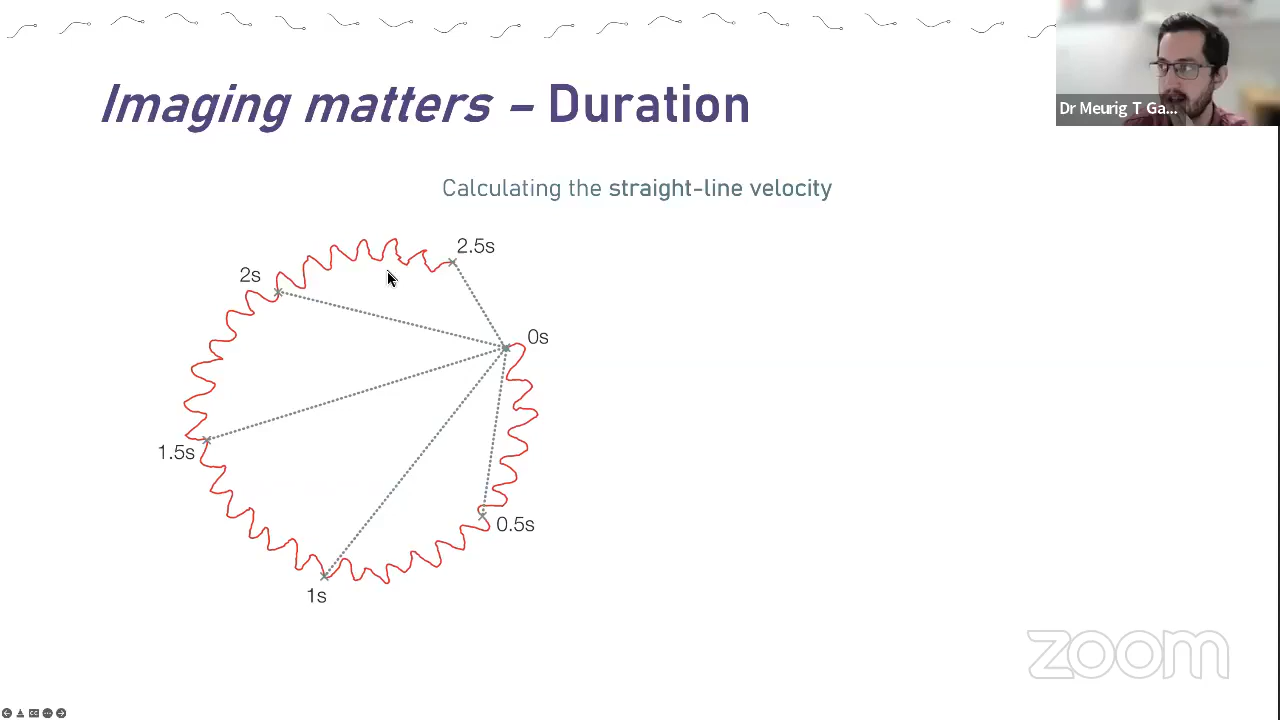 Imaging matters – Duration
Dr Meurig T Ga...
Calculating the straight-line velocity
2.5s
2s
0s
1.5s
0.5s
1s
zoom